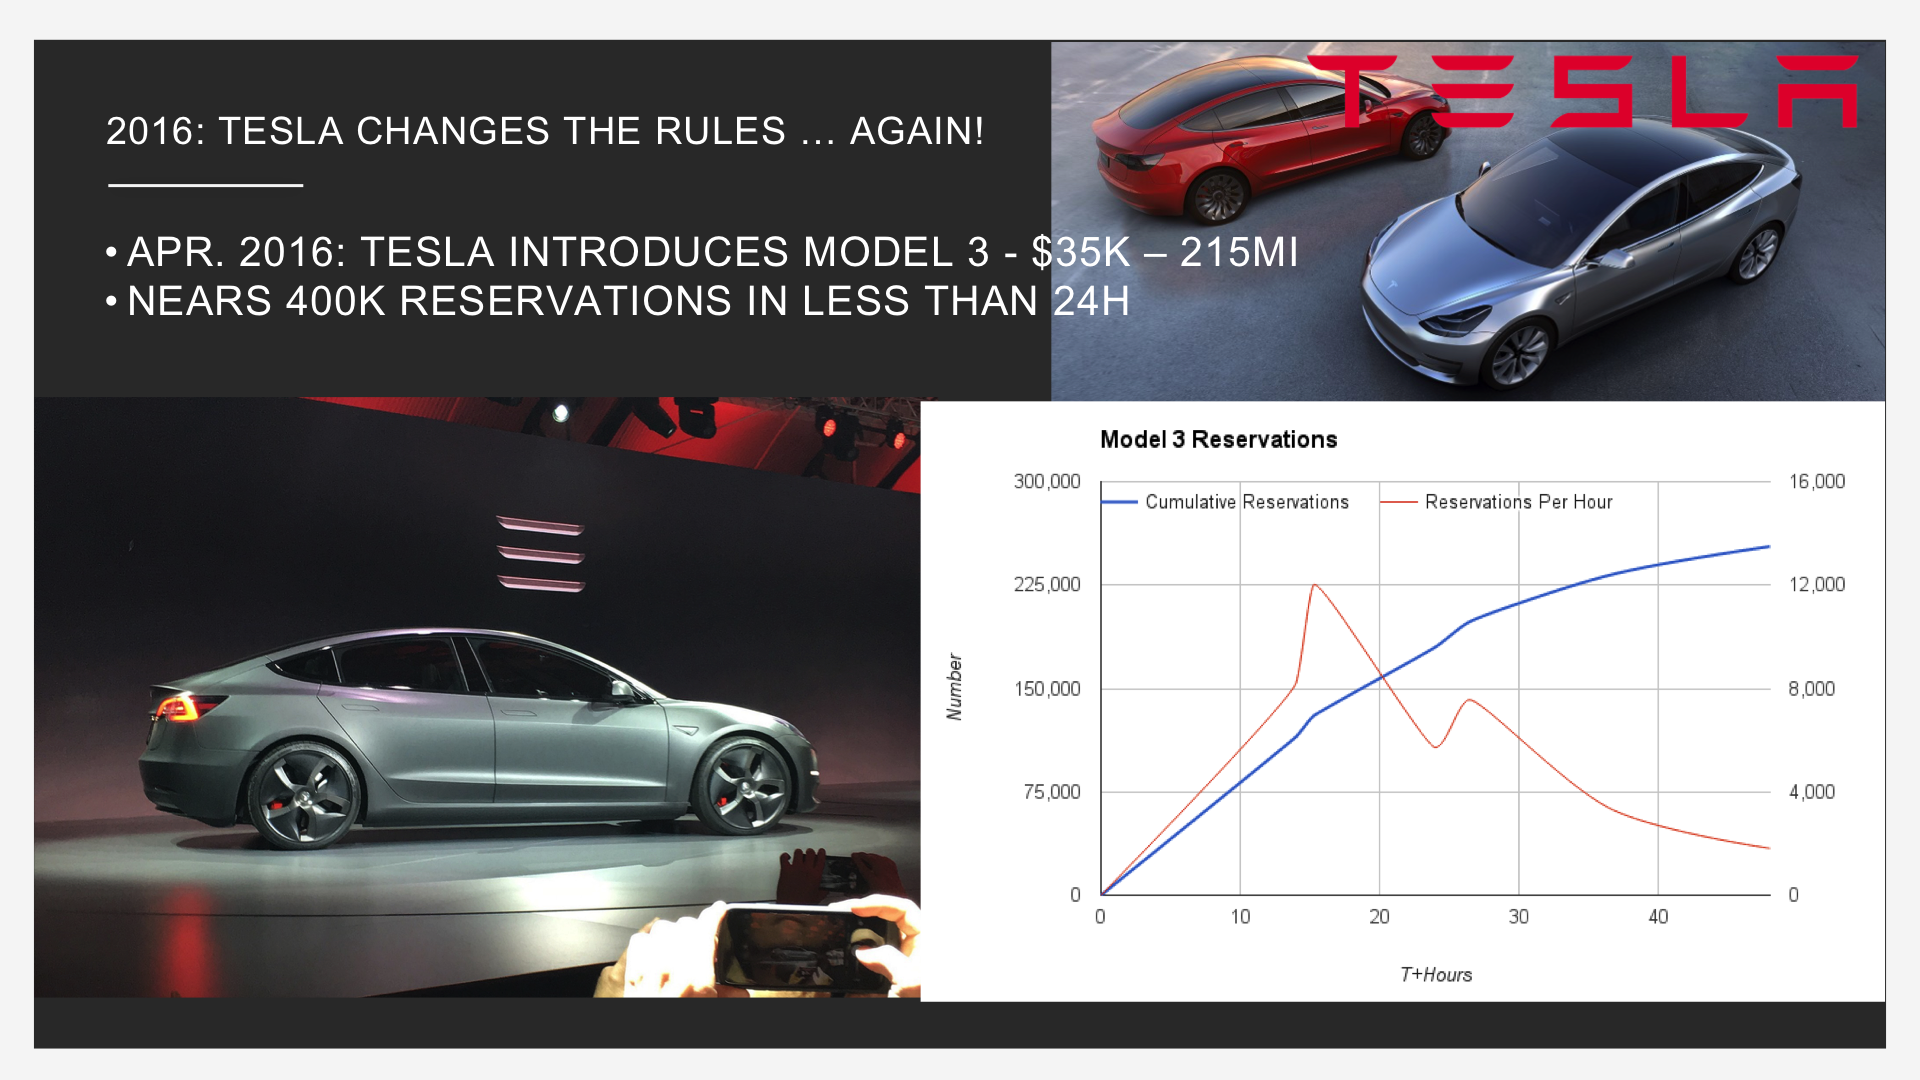 2016: TESLA CHANGES THE RULES … AGAIN!
• APR. 2016: TESLA INTRODUCES MODEL 3 - $35K – 215MI
• NEARS 400K RESERVATIONS IN LESS THAN 24H
TESLA
Model 3 Reservations
300,000 16,000
Cumulative Reservations Reservations Per Hour
225,000 12,000
Number
150,000 8,000
75,000 4,000
0 0
0 10 20 30 40
T+Hours